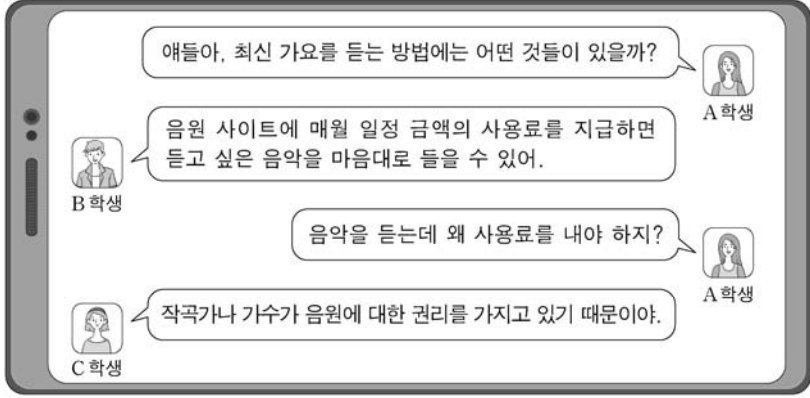 얘들아, 최신 가요를 듣는 방법에는 어떤 것들이 있을까?
A 학생
음원 사이트에 매월 일정 금액의 사용료를 지급하면
듣고 싶은 음악을 마음대로 들을 수 있어.
B 학생
음악을 듣는데 왜 사용료를 내야 하지?
A 학생
작곡가나 가수가 음원에 대한 권리를 가지고 있기 때문이야.
C 학생